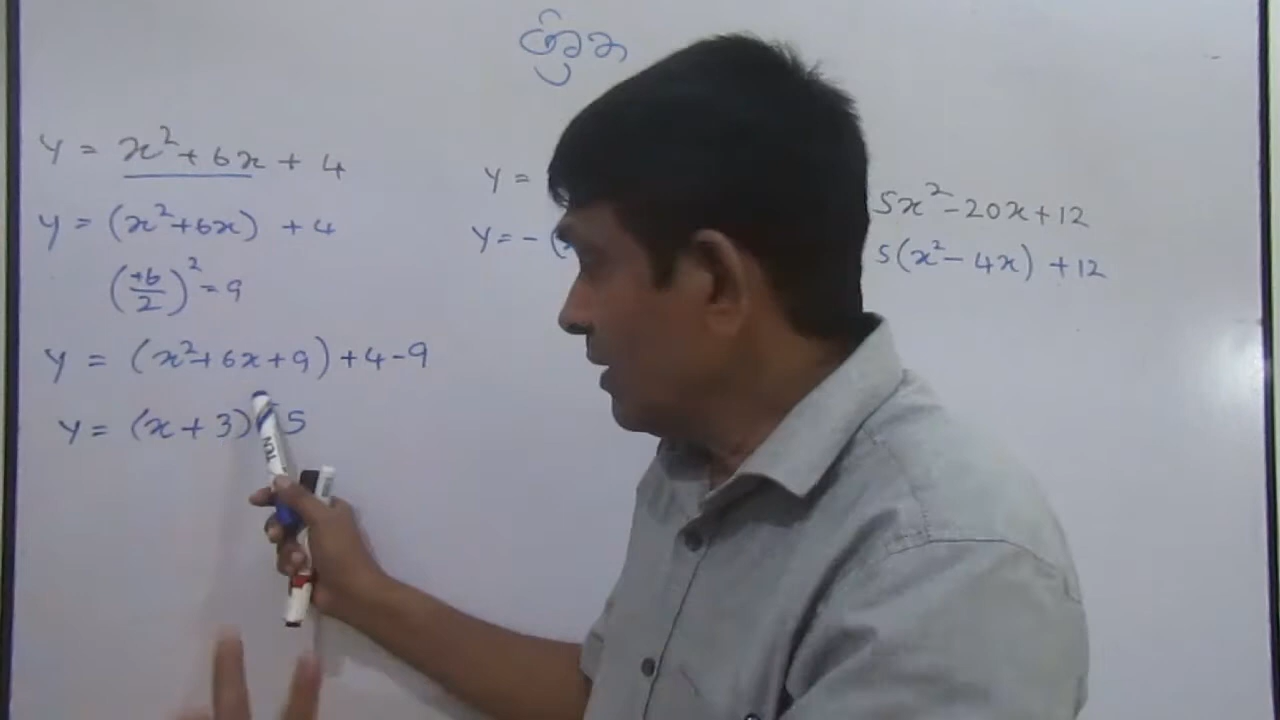 y = x² + 6x + 4
y = (x² + 6x) + 4
(+6/2)² = 9
y = (x² + 6x + 9) + 4 - 9
y = (x + 3) 5
y =
y = - (
5x² - 20x + 12
5(x² - 4x) + 12
TCN